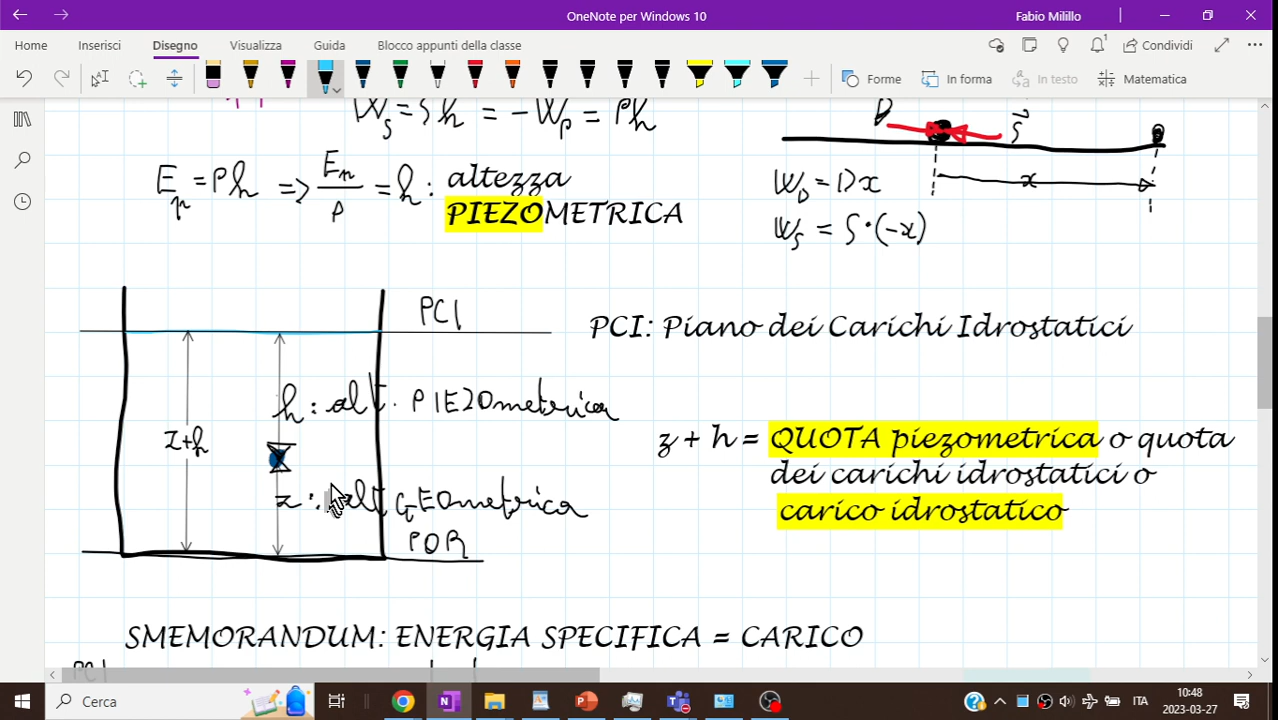 OneNote per Windows 10
Fabio Milillo
Home Inserisci Disegno Visualizza Guida Blocco appunti della classe
Condividi
Forme In forma In testo Matematica
W_S = S h = -W_P = Ph
E_p = Ph => E_p/P = h: altezza
PIEZOMETRICA
D S
x
W_D = Dx
W_S = S·(-x)
PCI
PCI: Piano dei Carichi Idrostatici
h: alt. PIEZOmetrica
z+h
z + h = QUOTA piezometrica o quota
dei carichi idrostatici o
carico idrostatico
z: alt GEOmetrica
POR
SMEMORANDUM: ENERGIA SPECIFICA = CARICO
PCI
Cerca
ITA
10:48
2023-03-27